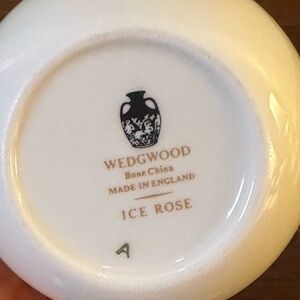 WEDGWOOD
Bone China
MADE IN ENGLAND
ICE ROSE
A